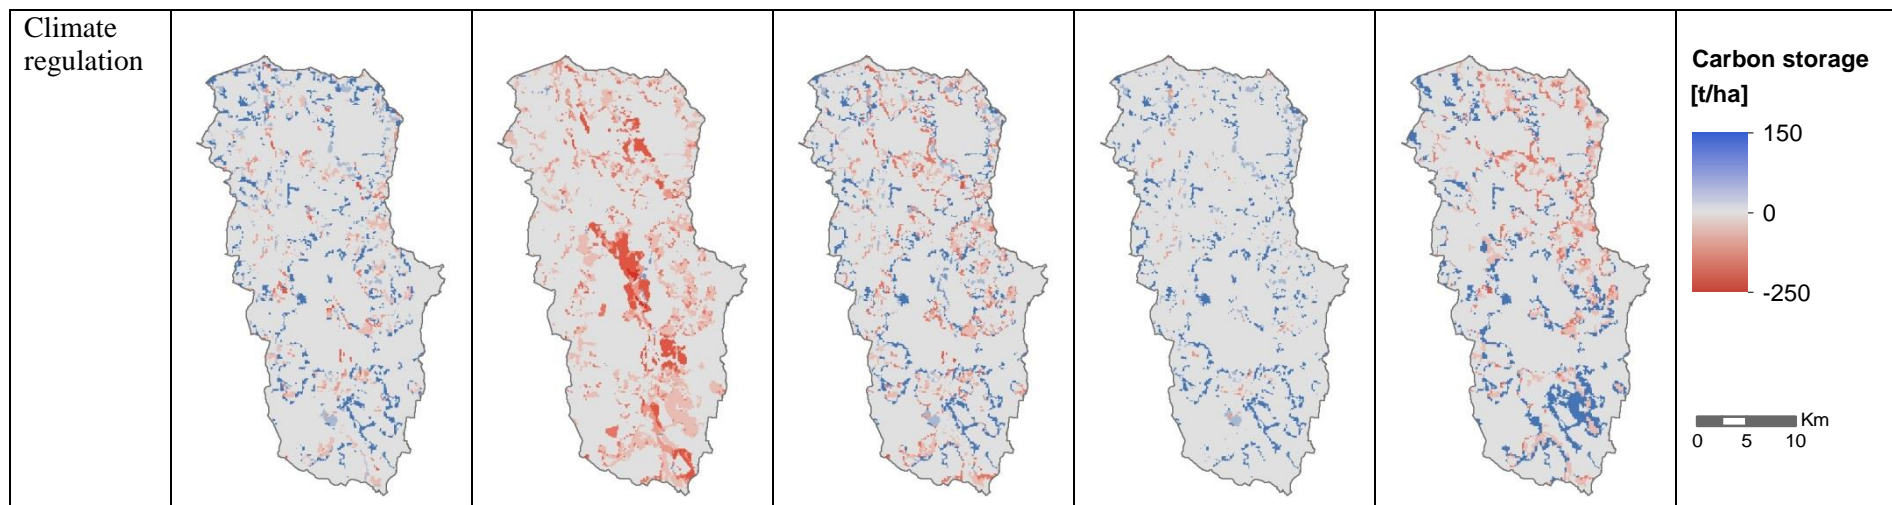 Climate
regulation
Carbon storage
[t/ha]
150
0
-250
Km
0 5 10